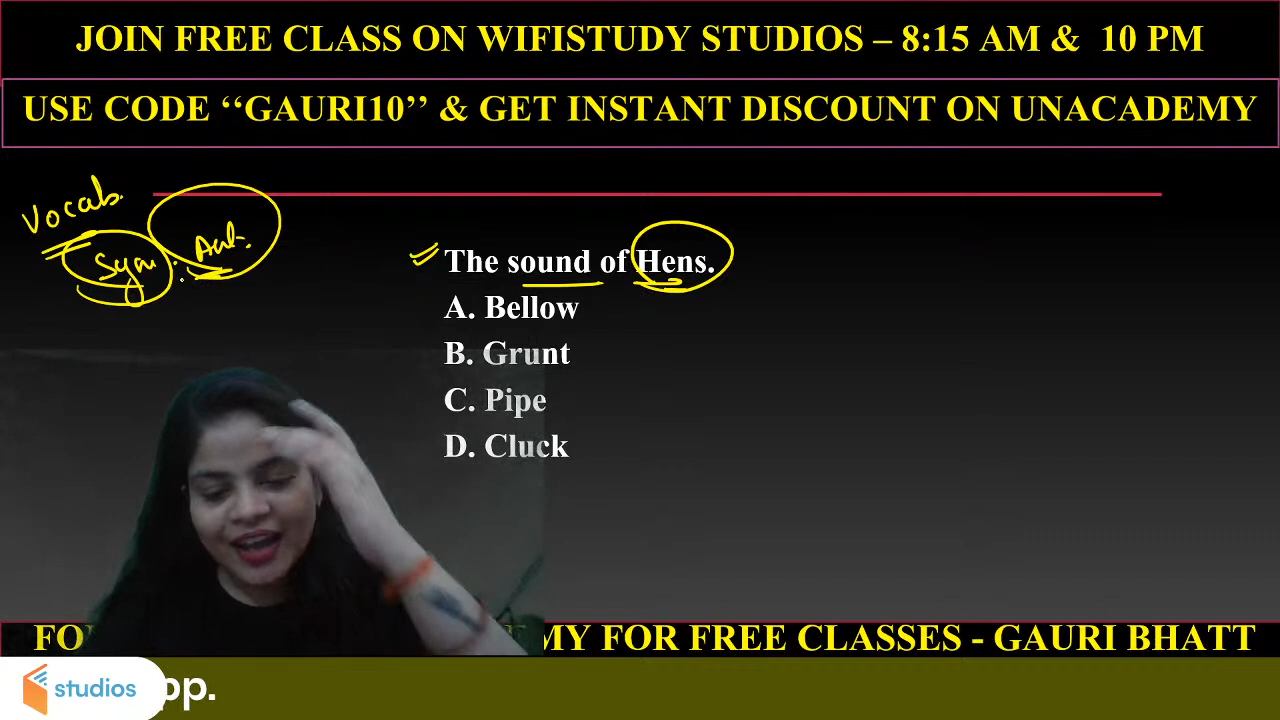 JOIN FREE CLASS ON WIFISTUDY STUDIOS – 8:15 AM & 10 PM
USE CODE ‘‘GAURI10’’ & GET INSTANT DISCOUNT ON UNACADEMY
Vocab.
Syn : Ant.
The sound of Hens.
A. Bellow
B. Grunt
C. Pipe
D. Cluck
MY FOR FREE CLASSES - GAURI BHATT
studios pp.